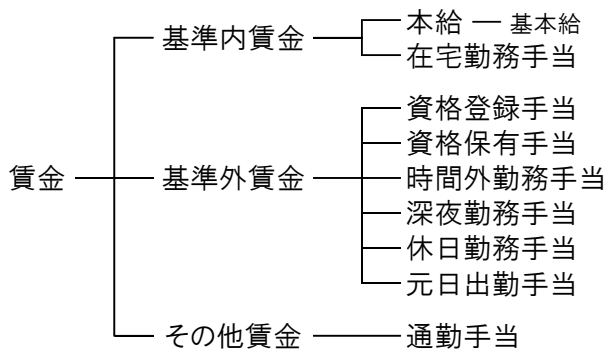 賃金
基準内賃金
本給 ― 基本給
在宅勤務手当
基準外賃金
資格登録手当
資格保有手当
時間外勤務手当
深夜勤務手当
休日勤務手当
元日出勤手当
その他賃金
通勤手当